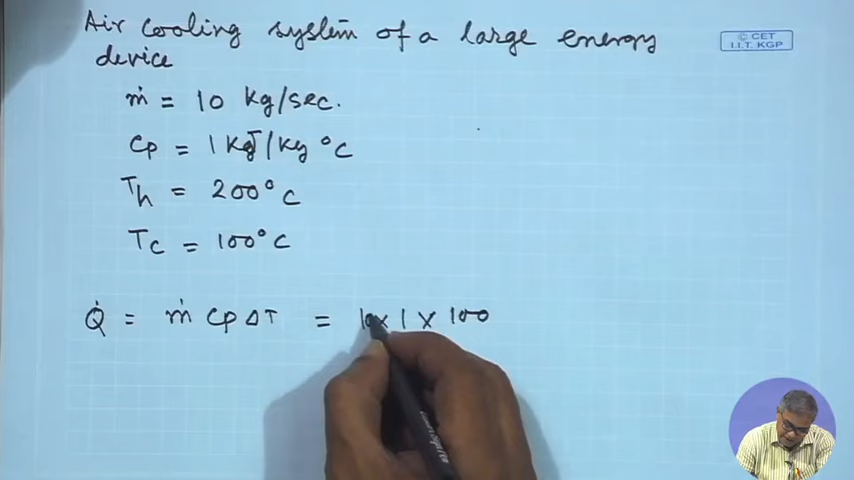 Air cooling system of a large energy
device
© CET
I.I.T. KGP
ṁ = 10 kg/sec.
Cp = 1 KJ/kg °C
Th = 200° C
Tc = 100° C
Q̇ = ṁ Cp ΔT = 10 x 1 x 100